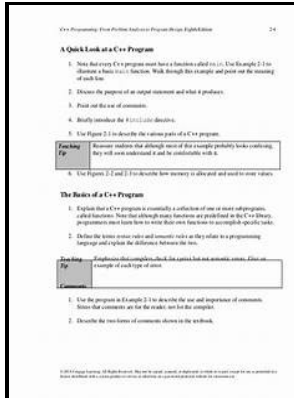 C++ Programming: From Problem Analysis to Program Design, Eighth Edition 2-4
A Quick Look at a C++ Program
1. Note that every C++ program must have a function called main. Use Example 2-1 to
illustrate a basic main function. Walk through this example and point out the meaning
of each line.
2. Discuss the purpose of an output statement and what it produces.
3. Point out the use of comments.
4. Briefly introduce the #include directive.
5. Use Figure 2-1 to describe the various parts of a C++ program.
Teaching Tip
Reassure students that although most of this example probably looks confusing,
they will soon understand it and be comfortable with it.
6. Use Figures 2-2 and 2-3 to describe how memory is allocated and used to store values.
The Basics of a C++ Program
1. Explain that a C++ program is essentially a collection of one or more subprograms,
called functions. Note that although many functions are predefined in the C++ library,
programmers must learn how to write their own functions to accomplish specific tasks.
2. Define the terms syntax rules and semantic rules as they relate to a programming
language and explain the difference between the two.
Teaching Tip
Emphasize that compilers check for syntax but not semantic errors. Give an
example of each type of error.
Comments
1. Use the program in Example 2-1 to describe the use and importance of comments.
Stress that comments are for the reader, not for the compiler.
2. Describe the two forms of comments shown in the textbook.